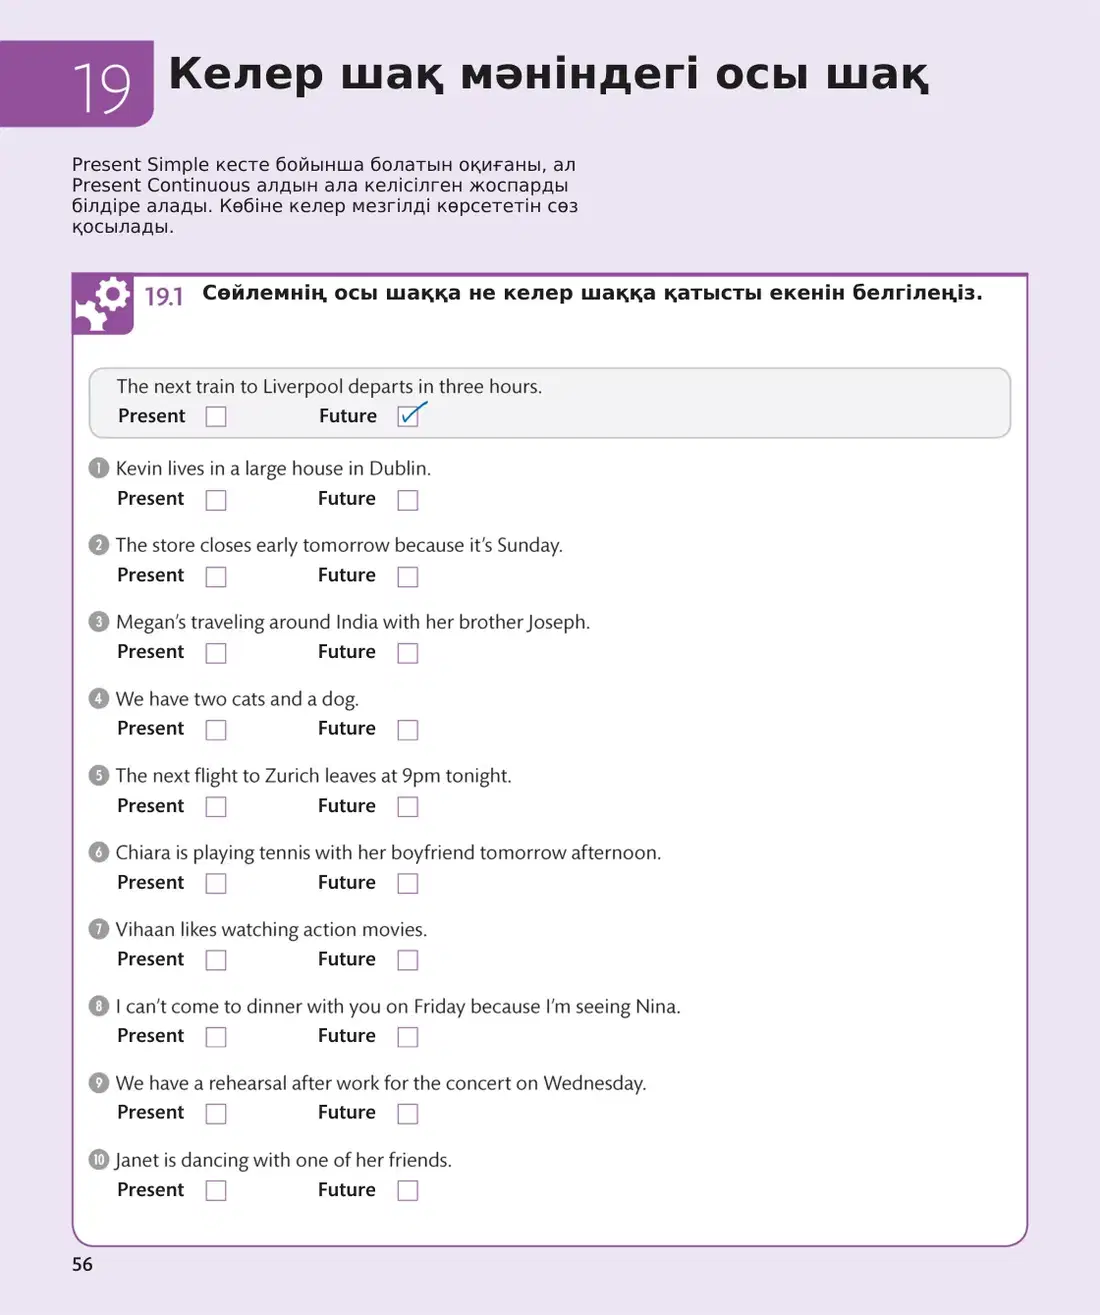 19
Келер шақ мәніндегі осы шақ
Present Simple кесте бойынша болатын оқиғаны, ал
Present Continuous алдын ала келісілген жоспарды
білдіре алады. Көбіне келер мезгілді көрсететін сөз
қосылады.
19.1 Сөйлемнің осы шаққа не келер шаққа қатысты екенін белгілеңіз.
The next train to Liverpool departs in three hours.
Present Future
1 Kevin lives in a large house in Dublin.
Present Future
2 The store closes early tomorrow because it’s Sunday.
Present Future
3 Megan’s traveling around India with her brother Joseph.
Present Future
4 We have two cats and a dog.
Present Future
5 The next flight to Zurich leaves at 9pm tonight.
Present Future
6 Chiara is playing tennis with her boyfriend tomorrow afternoon.
Present Future
7 Vihaan likes watching action movies.
Present Future
8 I can’t come to dinner with you on Friday because I’m seeing Nina.
Present Future
9 We have a rehearsal after work for the concert on Wednesday.
Present Future
10 Janet is dancing with one of her friends.
Present Future
56